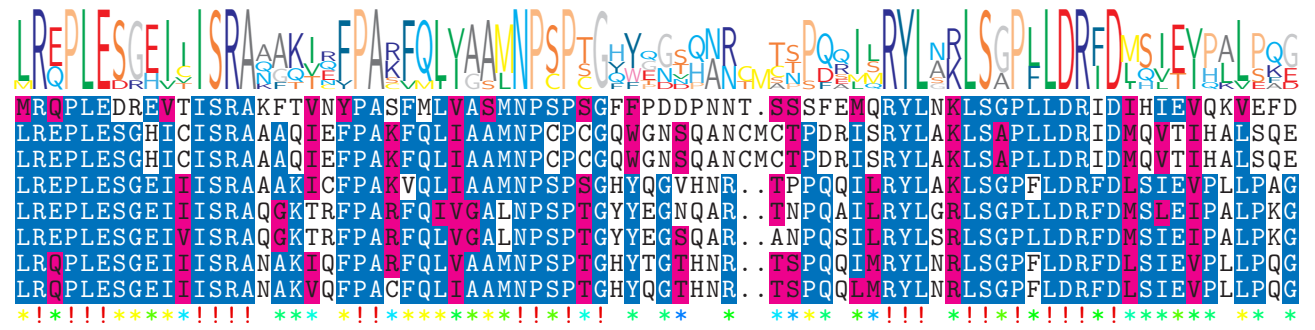 MRQPLEDREVTISRAKFTVNYPASFMLVASMNPSPSGFFPDDPNNT.SSSFEMQRYLNKLSGPLLDRIDIHIEVQKVEFD
LREPLESGHICISRAAAQIEFPAKFQLIAAMNPCPCGQWGNSQANCMCTPDRISRYLAKLSAPLLDRIDMQVTIHALSQE
LREPLESGHICISRAAAQIEFPAKFQLIAAMNPCPCGQWGNSQANCMCTPDRISRYLAKLSAPLLDRIDMQVTIHALSQE
LREPLESGEIIISRAAAKICFPAKVQLIAAMNPSPSGHYQGVHNR..TPPQQILRYLAKLSGPFLDRFDLSIEVPLLPAG
LREPLESGEIIISRAQGKTRFPARFQIVGALNPSPTGYYEGNQAR..TNPQAILRYLGRLSGPLLDRFDMSLEIPALPKG
LREPLESGEIVISRAQGKTRFPARFQLVGALNPSPTGYYEGSQAR..ANPQSILRYLSRLSGPLLDRFDMSIEIPALPKG
LRQPLESGEIIISRANAKIQFPARFQLVAAMNPSPTGHYTGTHNR..TSPQQIMRYLNRLSGPFLDRFDLSIEVPLLPQG
LRQPLESGEIIISRANAKVQFPACFQLIAAMNPSPTGHYQGTHNR..TSPQQLMRYLNRLSGPFLDRFDLSIEVPLLPQG
*!*!!!*****!!!! *** *!!*******!!*!*! * ** * *** **!!! *!!*!*!!!*!******* ** *